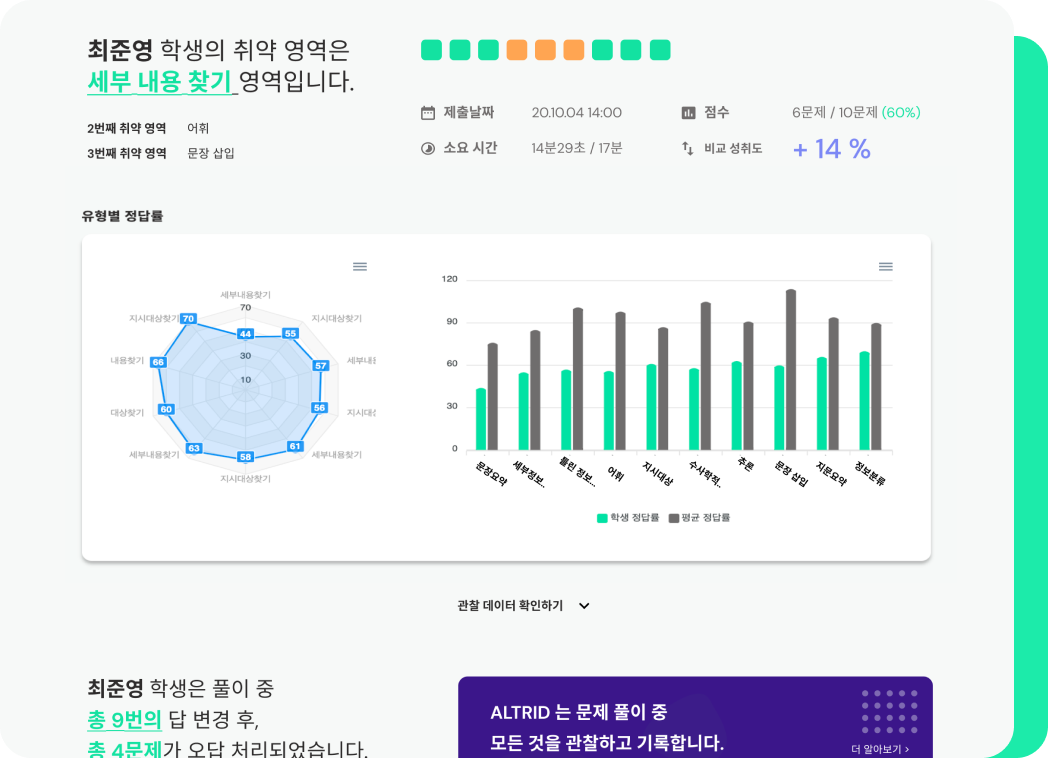 최준영 학생의 취약 영역은
세부 내용 찾기 영역입니다.
2번째 취약 영역 어휘
3번째 취약 영역 문장 삽입
제출날짜 20.10.04 14:00 점수 6문제 / 10문제 (60%)
소요 시간 14분29초 / 17분 비교 성취도 + 14 %
유형별 정답률
세부내용찾기
70
지시대상찾기 70 지시대상찾기
44 55
30
내용찾기 66 57 세부내
10
대상찾기 60 56 지시대
63 61
세부내용찾기 58 세부내용찾기
지시대상찾기
120
90
60
30
0
문장요약 세부정보.. 틀린 정보... 어휘 지시대상 수사학적.. 추론 문장 삽입 지문요약 정보분류
학생 정답률 평균 정답률
관찰 데이터 확인하기
최준영 학생은 풀이 중
총 9번의 답 변경 후,
총 4문제가 오답 처리되었습니다.
ALTRID 는 문제 풀이 중
모든 것을 관찰하고 기록합니다.
더 알아보기 >